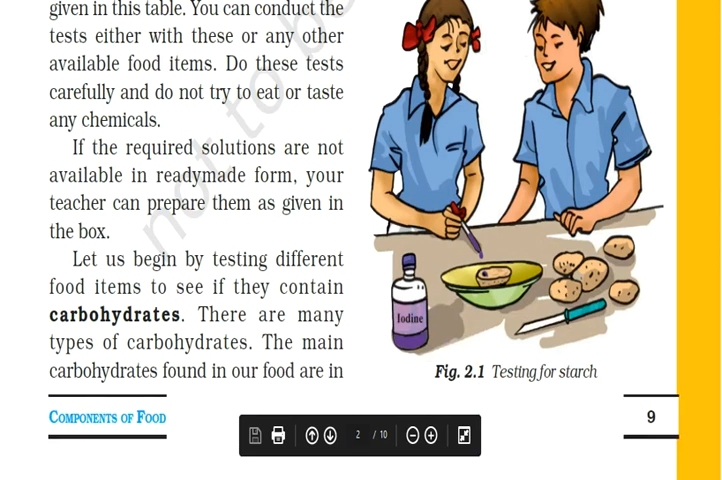 given in this table. You can conduct the
tests either with these or any other
available food items. Do these tests
carefully and do not try to eat or taste
any chemicals.
If the required solutions are not
available in readymade form, your
teacher can prepare them as given in
the box.
Let us begin by testing different
food items to see if they contain
carbohydrates. There are many
types of carbohydrates. The main
carbohydrates found in our food are in
not to be
Iodine
Fig. 2.1 Testing for starch
COMPONENTS OF FOOD
9
2 / 10